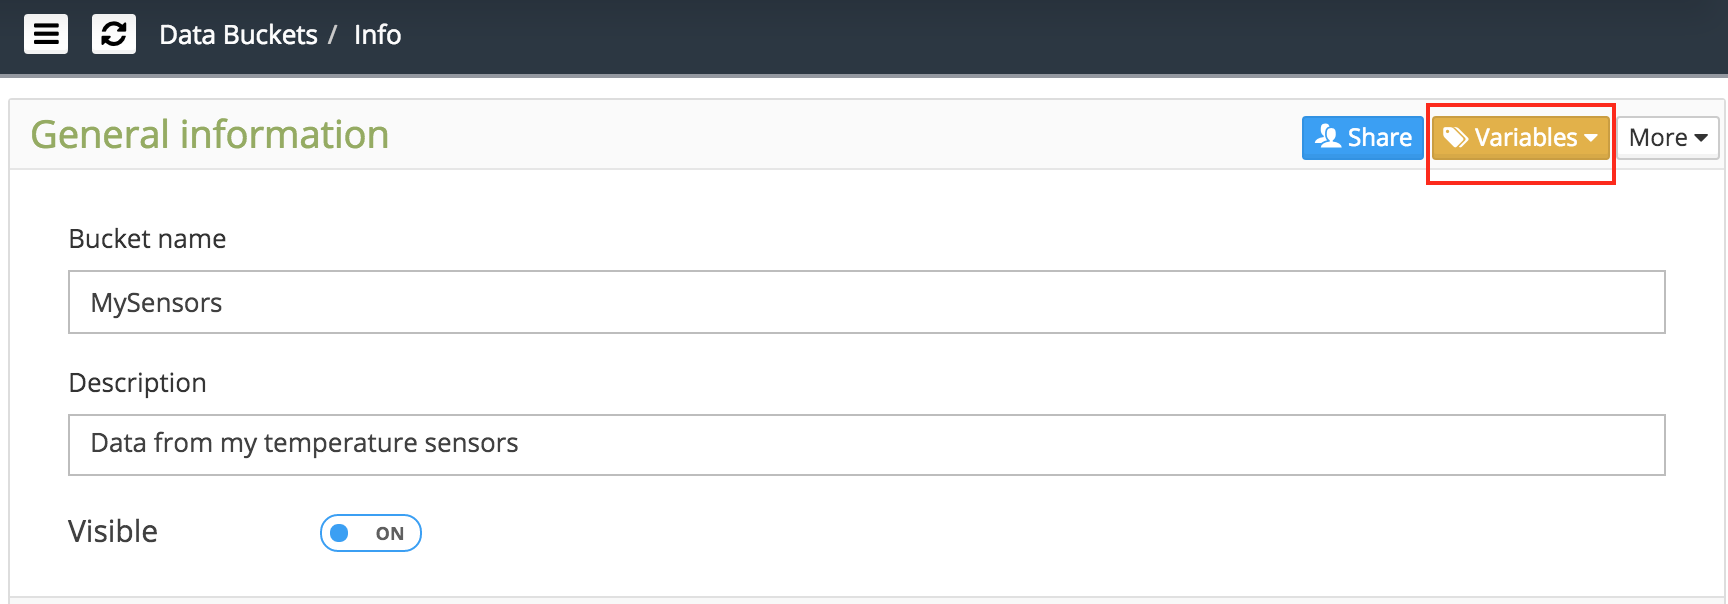 Data Buckets / Info
General information
Share Variables More
Bucket name
MySensors
Description
Data from my temperature sensors
Visible ON